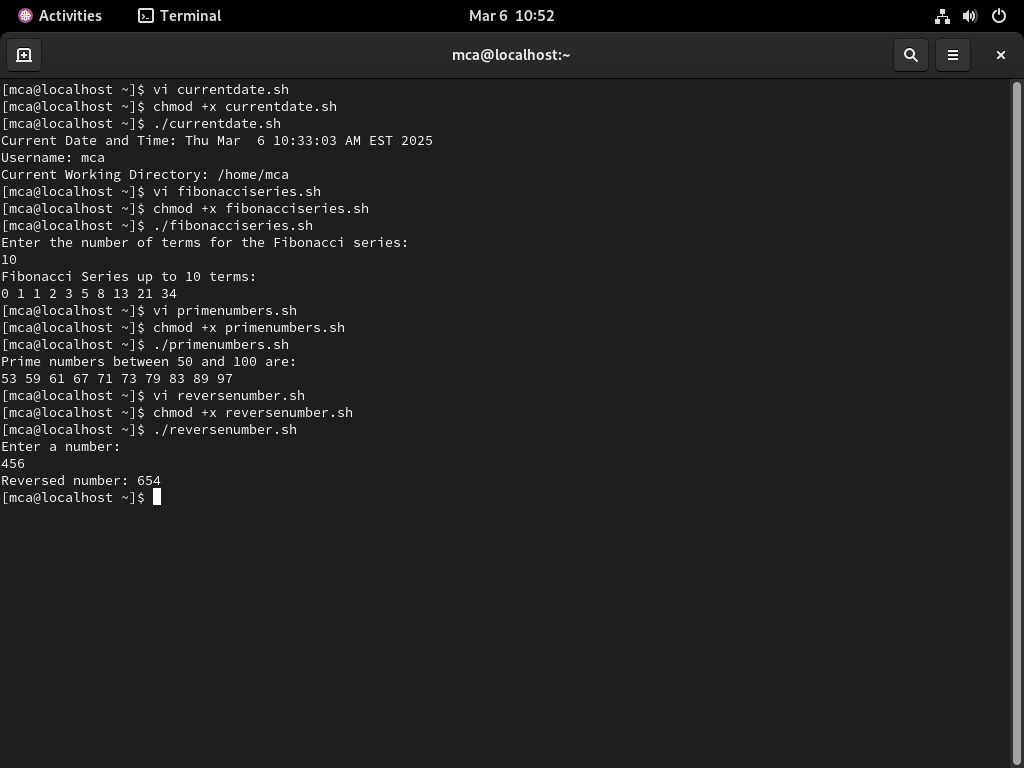 Activities Terminal Mar 6 10:52
mca@localhost:~
[mca@localhost ~]$ vi currentdate.sh
[mca@localhost ~]$ chmod +x currentdate.sh
[mca@localhost ~]$ ./currentdate.sh
Current Date and Time: Thu Mar  6 10:33:03 AM EST 2025
Username: mca
Current Working Directory: /home/mca
[mca@localhost ~]$ vi fibonacciseries.sh
[mca@localhost ~]$ chmod +x fibonacciseries.sh
[mca@localhost ~]$ ./fibonacciseries.sh
Enter the number of terms for the Fibonacci series:
10
Fibonacci Series up to 10 terms:
0 1 1 2 3 5 8 13 21 34
[mca@localhost ~]$ vi primenumbers.sh
[mca@localhost ~]$ chmod +x primenumbers.sh
[mca@localhost ~]$ ./primenumbers.sh
Prime numbers between 50 and 100 are:
53 59 61 67 71 73 79 83 89 97
[mca@localhost ~]$ vi reversenumber.sh
[mca@localhost ~]$ chmod +x reversenumber.sh
[mca@localhost ~]$ ./reversenumber.sh
Enter a number:
456
Reversed number: 654
[mca@localhost ~]$